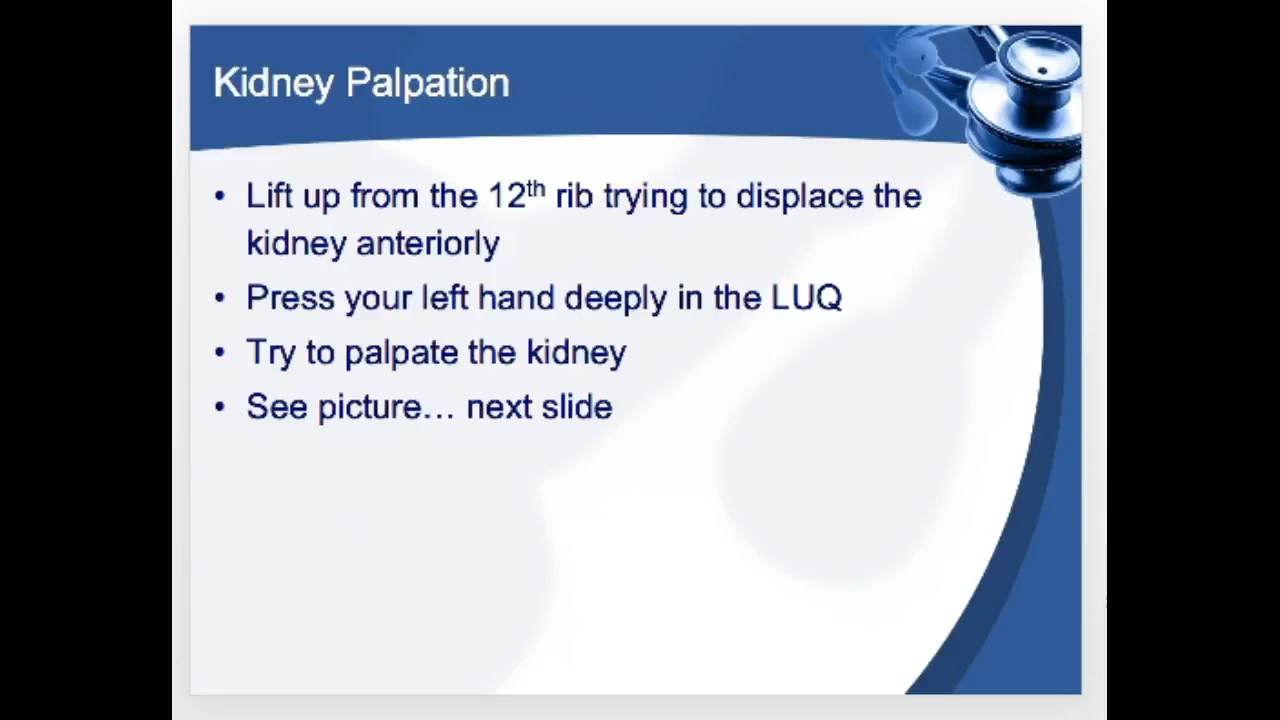 Kidney Palpation
• Lift up from the 12th rib trying to displace the
kidney anteriorly
• Press your left hand deeply in the LUQ
• Try to palpate the kidney
• See picture… next slide